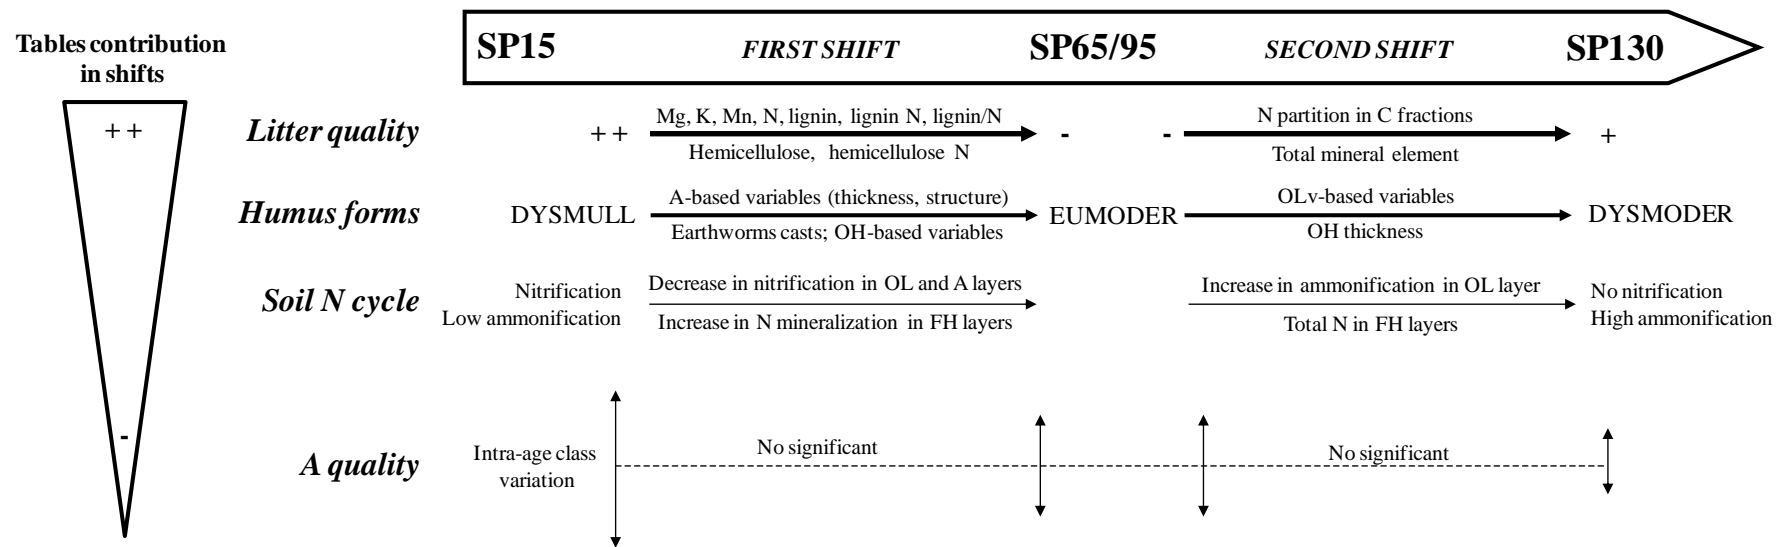 Tables contribution
in shifts
SP15
FIRST SHIFT
SP65/95
SECOND SHIFT
SP130
++
-
Litter quality
++
Mg, K, Mn, N, lignin, lignin N, lignin/N
Hemicellulose, hemicellulose N
-
-
N partition in C fractions
Total mineral element
+
Humus forms
DYSMULL
A-based variables (thickness, structure)
Earthworms casts; OH-based variables
EUMODER
OLv-based variables
OH thickness
DYSMODER
Soil N cycle
Nitrification
Low ammonification
Decrease in nitrification in OL and A layers
Increase in N mineralization in FH layers
Increase in ammonification in OL layer
Total N in FH layers
No nitrification
High ammonification
A quality
Intra-age class
variation
No significant
No significant